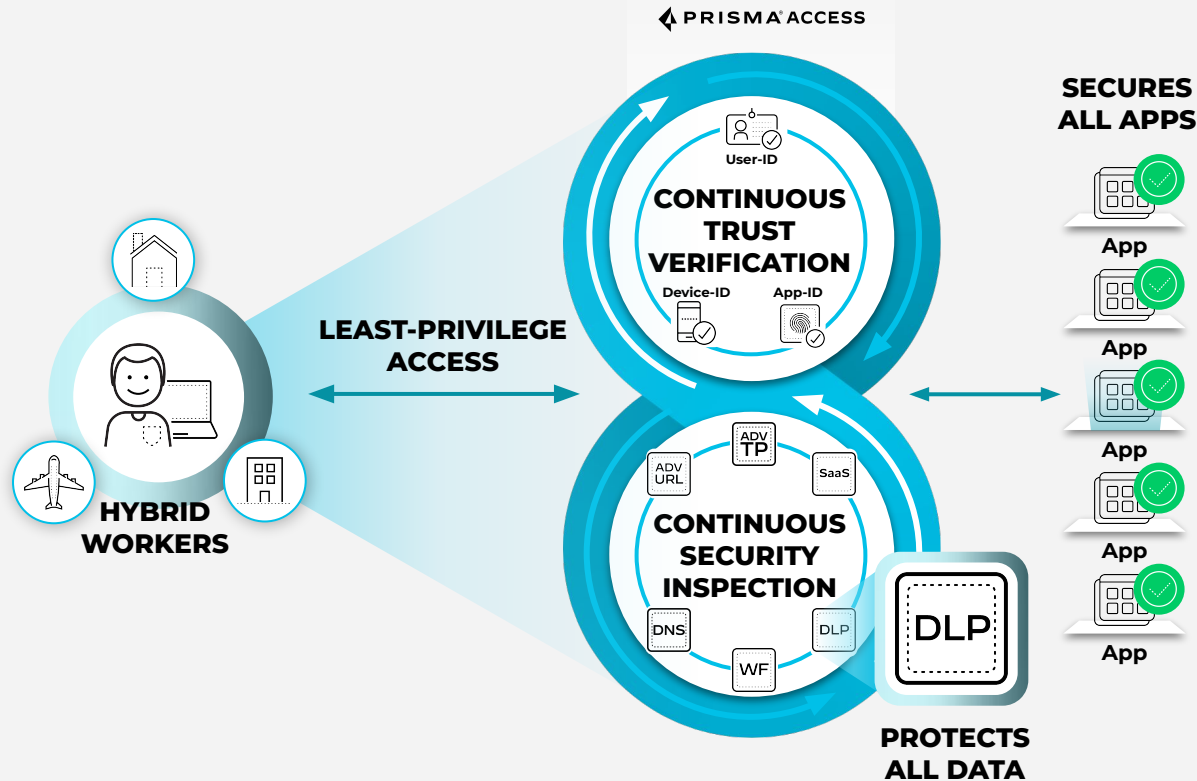 PRISMA® ACCESS
SECURES
ALL APPS
User-ID
CONTINUOUS
TRUST
VERIFICATION
Device-ID
App-ID
LEAST-PRIVILEGE
ACCESS
HYBRID
WORKERS
ADV
TP
ADV
URL
SaaS
CONTINUOUS
SECURITY
INSPECTION
DNS
DLP
WF
DLP
PROTECTS
ALL DATA
App
App
App
App
App